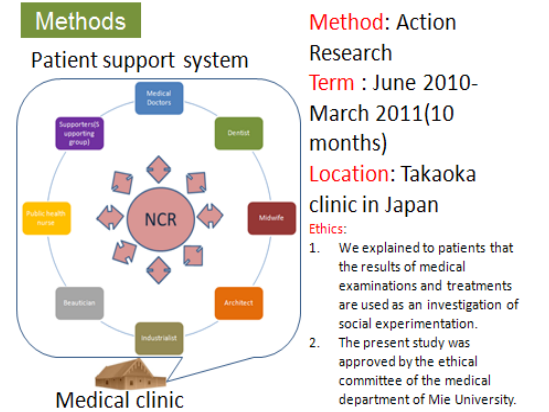 Methods
Patient support system
Medical
Doctors
Dentist
Midwife
Architect
Industrialist
Beautician
Public health
nurse
Supporters(S
upporting
group)
NCR
Medical clinic
Method: Action
Research
Term : June 2010-
March 2011(10
months)
Location: Takaoka
clinic in Japan
Ethics:
1. We explained to patients that
the results of medical
examinations and treatments
are used as an investigation of
social experimentation.
2. The present study was
approved by the ethical
committee of the medical
department of Mie University.